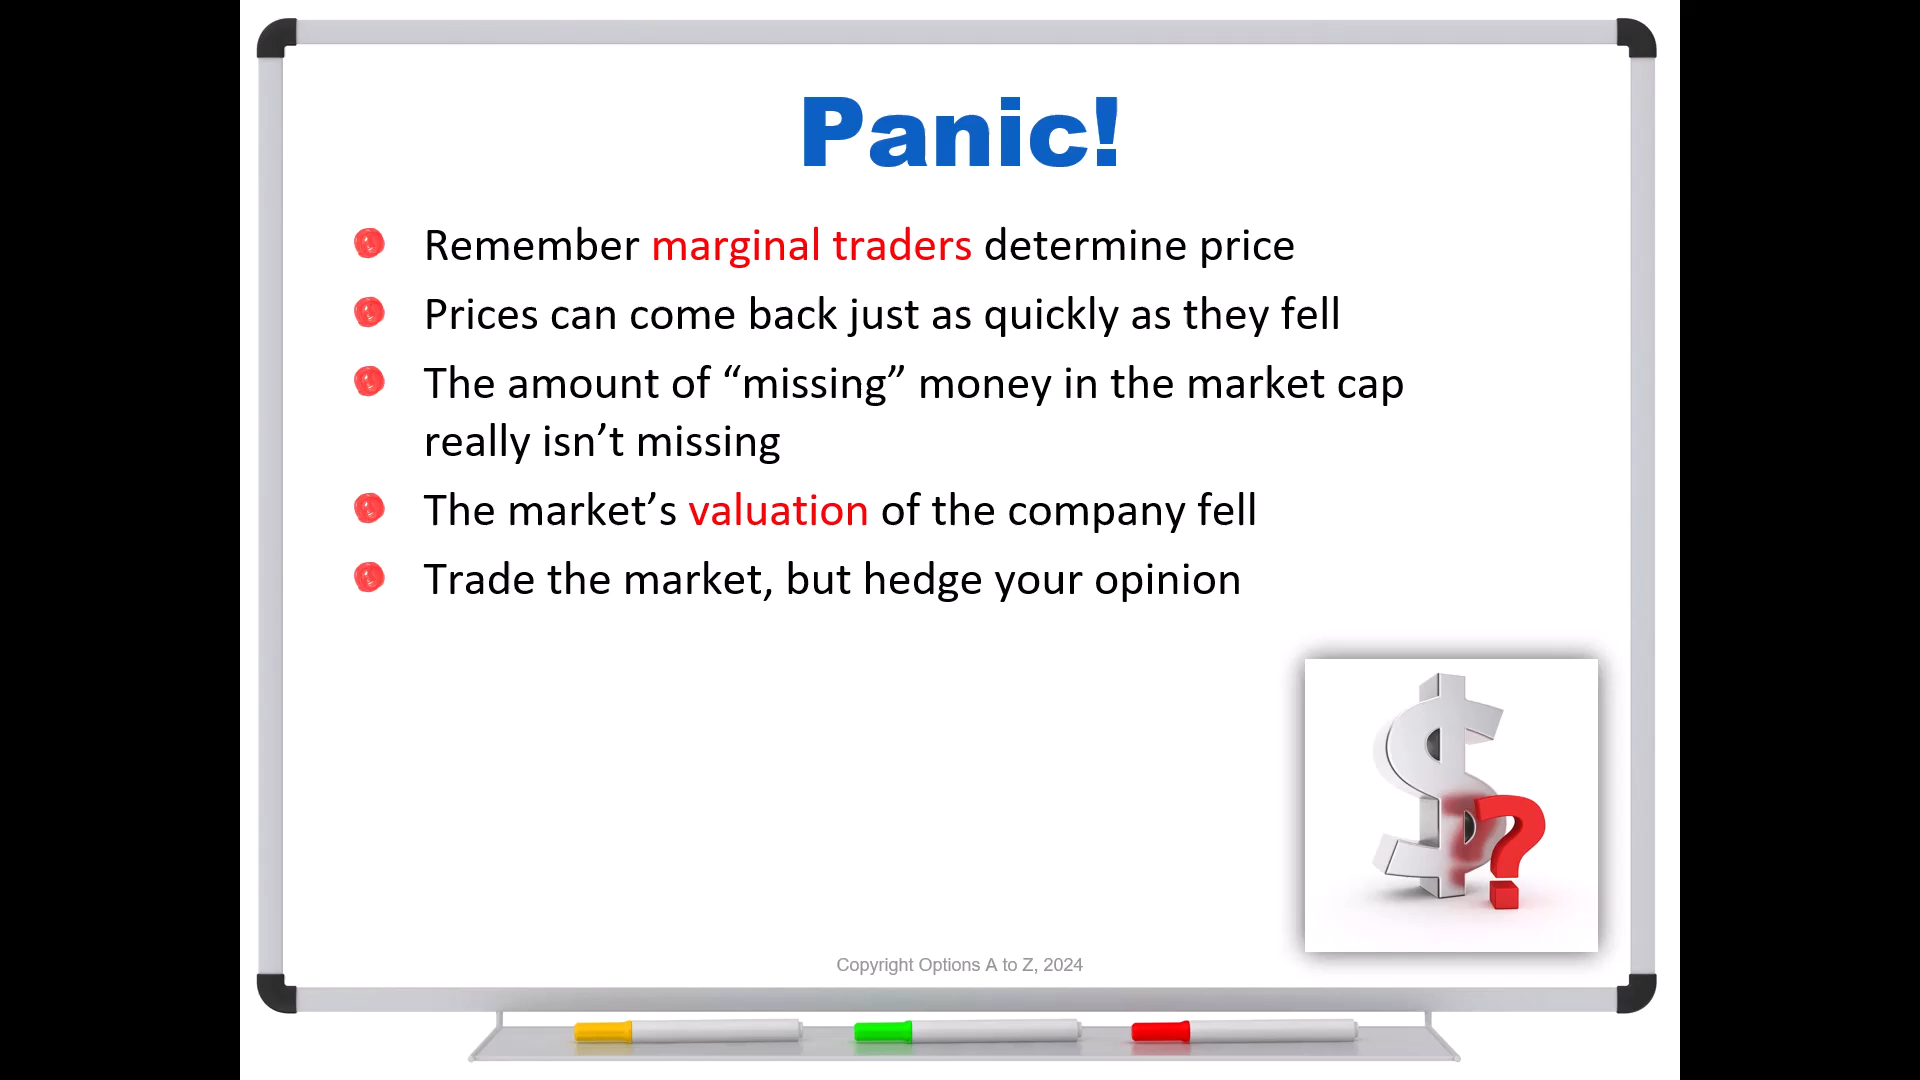 Panic!
Remember marginal traders determine price
Prices can come back just as quickly as they fell
The amount of “missing” money in the market cap
really isn’t missing
The market’s valuation of the company fell
Trade the market, but hedge your opinion
$?
Copyright Options A to Z, 2024